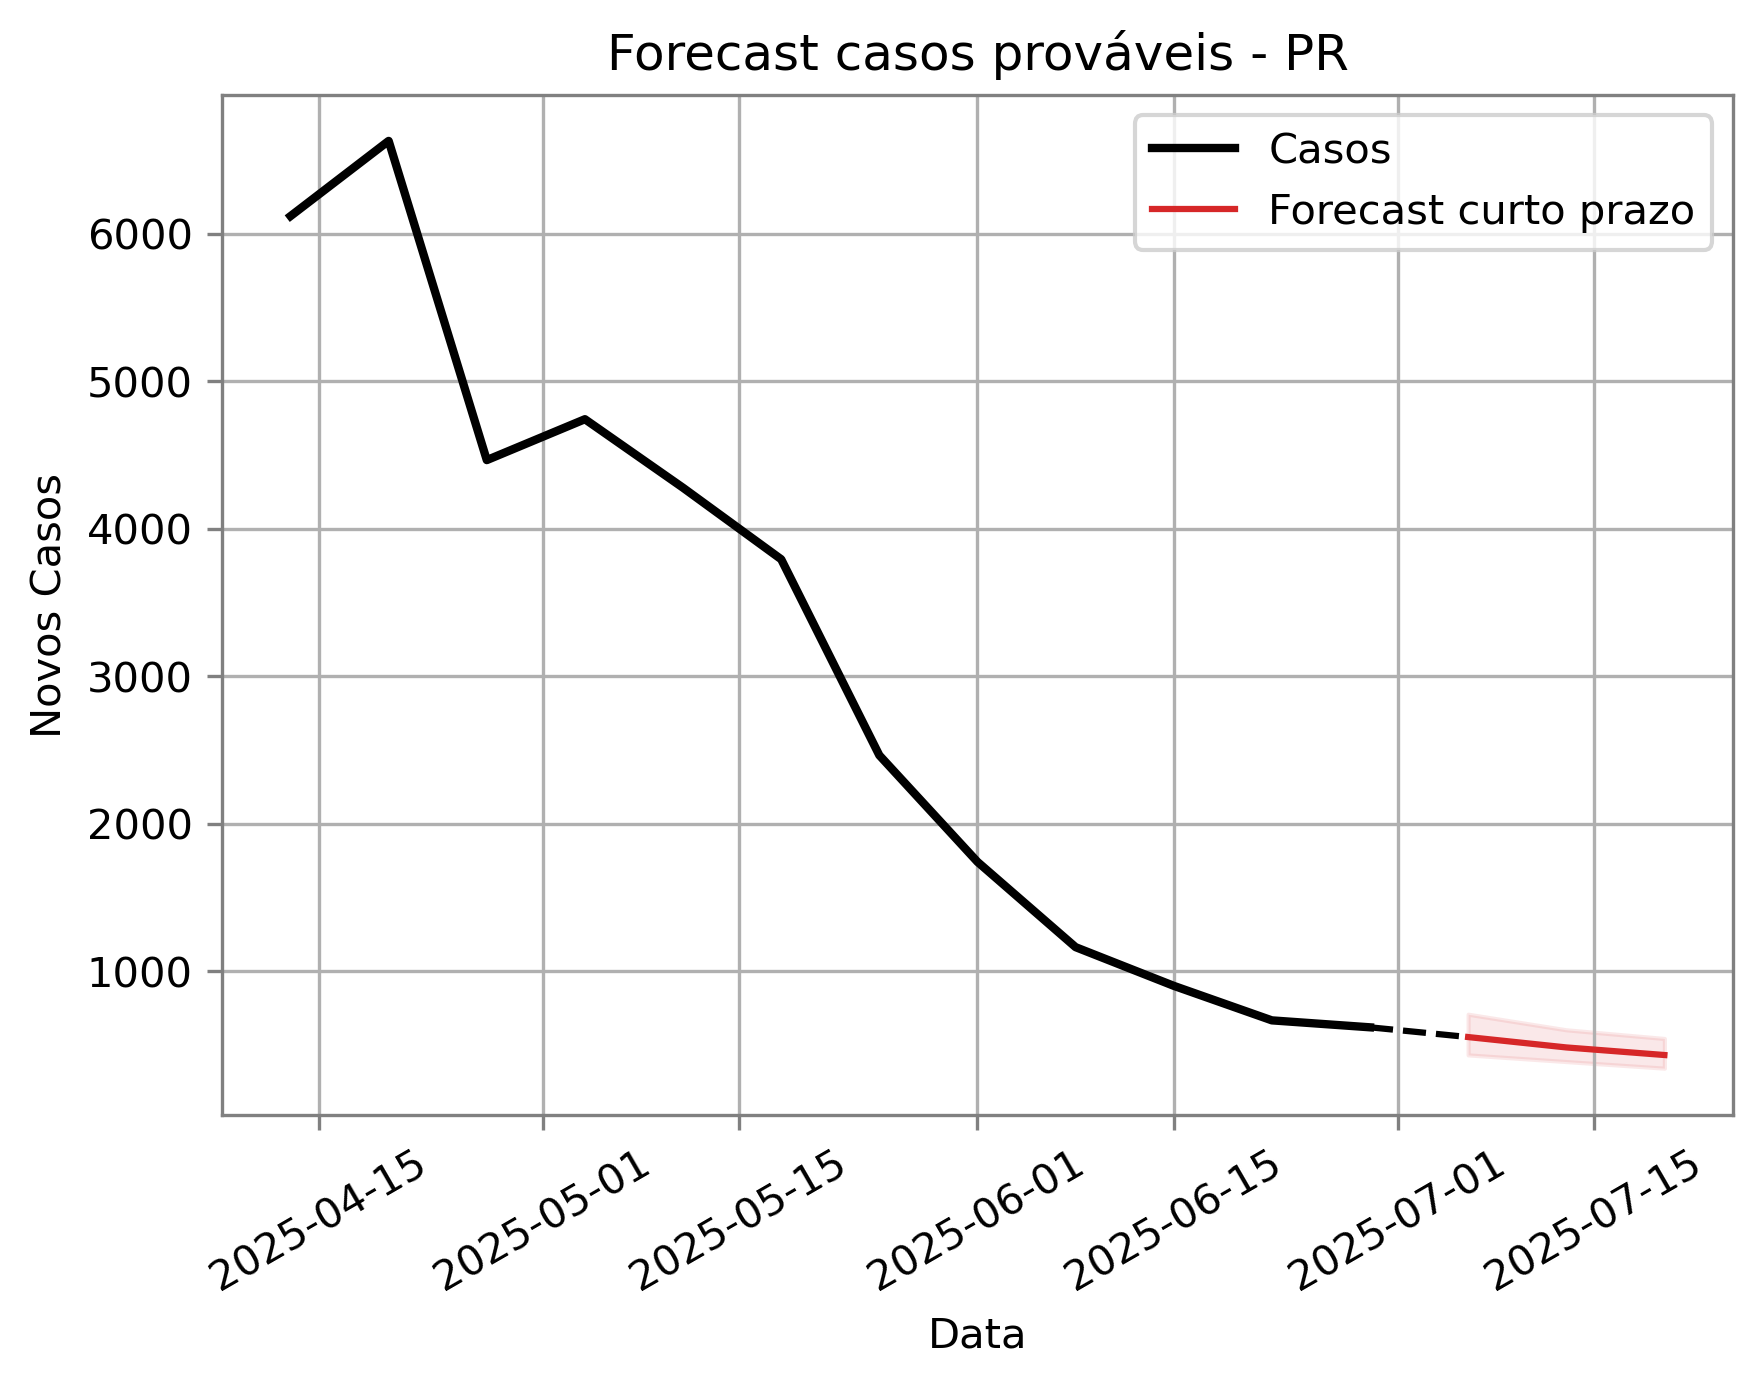 Forecast casos prováveis - PR
Casos
Forecast curto prazo
Novos Casos
6000
5000
4000
3000
2000
1000
2025-04-15
2025-05-01
2025-05-15
2025-06-01
2025-06-15
2025-07-01
2025-07-15
Data